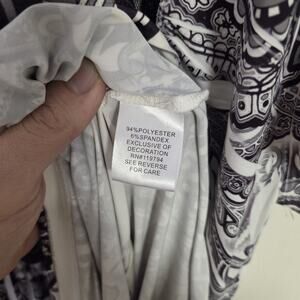 94%POLYESTER
6%SPANDEX
EXCLUSIVE OF
DECORATION
RN#119794
SEE REVERSE
FOR CARE